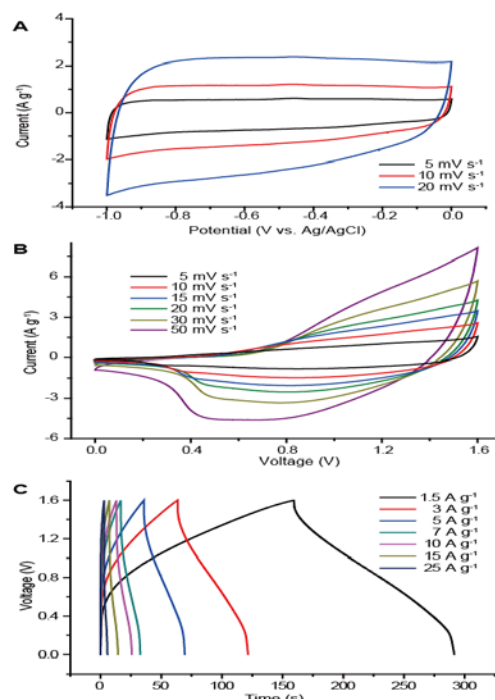 A
4
2
0
-2
-4
Current (A g⁻¹)
5 mV s⁻¹
10 mV s⁻¹
20 mV s⁻¹
-1.0 -0.8 -0.6 -0.4 -0.2 0.0
Potential (V vs. Ag/AgCl)
B
6
3
0
-3
-6
Current (A g⁻¹)
5 mV s⁻¹
10 mV s⁻¹
15 mV s⁻¹
20 mV s⁻¹
30 mV s⁻¹
50 mV s⁻¹
0.0 0.4 0.8 1.2 1.6
Voltage (V)
C
1.6
1.2
0.8
0.4
0.0
Voltage (V)
1.5 A g⁻¹
3 A g⁻¹
5 A g⁻¹
7 A g⁻¹
10 A g⁻¹
15 A g⁻¹
25 A g⁻¹
0 50 100 150 200 250 300
Time (s)